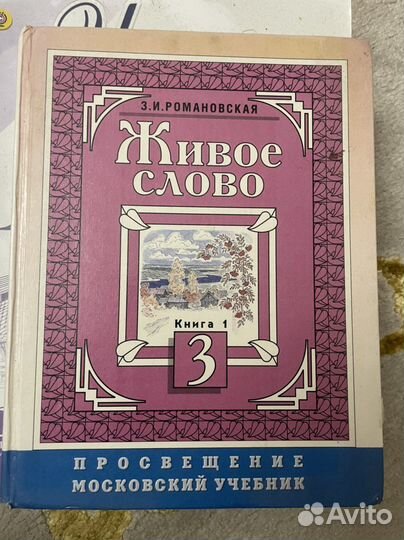 З.И.РОМАНОВСКАЯ
ЖИВОЕ
СЛОВО
Книга 1
3
ПРОСВЕЩЕНИЕ
МОСКОВСКИЙ УЧЕБНИК
Avito